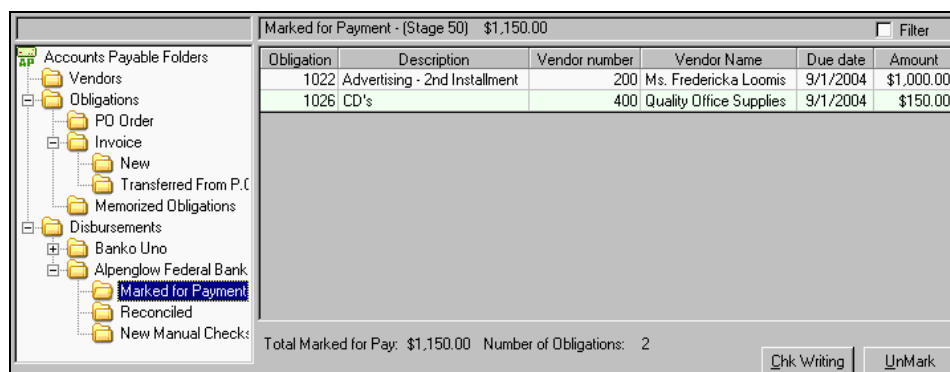 Marked for Payment - (Stage 50) $1,150.00 Filter
AP Accounts Payable Folders
Vendors
Obligations
PO Order
Invoice
New
Transferred From P.
Memorized Obligations
Disbursements
Banko Uno
Alpenglow Federal Bank
Marked for Payment
Reconciled
New Manual Checks
Obligation Description Vendor number Vendor Name Due date Amount
1022 Advertising - 2nd Installment 200 Ms. Fredericka Loomis 9/1/2004 $1,000.00
1026 CD's 400 Quality Office Supplies 9/1/2004 $150.00
Total Marked for Pay: $1,150.00 Number of Obligations: 2
Chk Writing UnMark